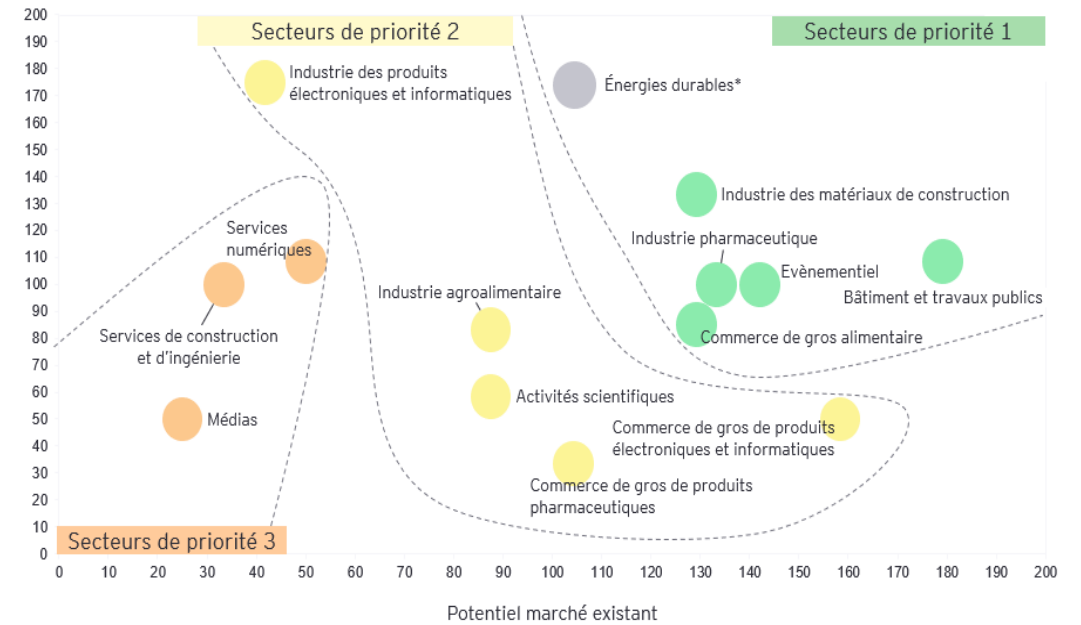 200
190
180
170
160
150
140
130
120
110
100
90
80
70
60
50
40
30
20
10
0
Secteurs de priorité 2
Secteurs de priorité 1
Industrie des produits
électroniques et informatiques
Énergies durables*
Industrie des matériaux de construction
Services
numériques
Industrie pharmaceutique
Evènementiel
Bâtiment et travaux publics
Industrie agroalimentaire
Services de construction
et d'ingénierie
Commerce de gros alimentaire
Activités scientifiques
Médias
Commerce de gros de produits
électroniques et informatiques
Commerce de gros de produits
pharmaceutiques
Secteurs de priorité 3
0 10 20 30 40 50 60 70 80 90 100 110 120 130 140 150 160 170 180 190 200
Potentiel marché existant